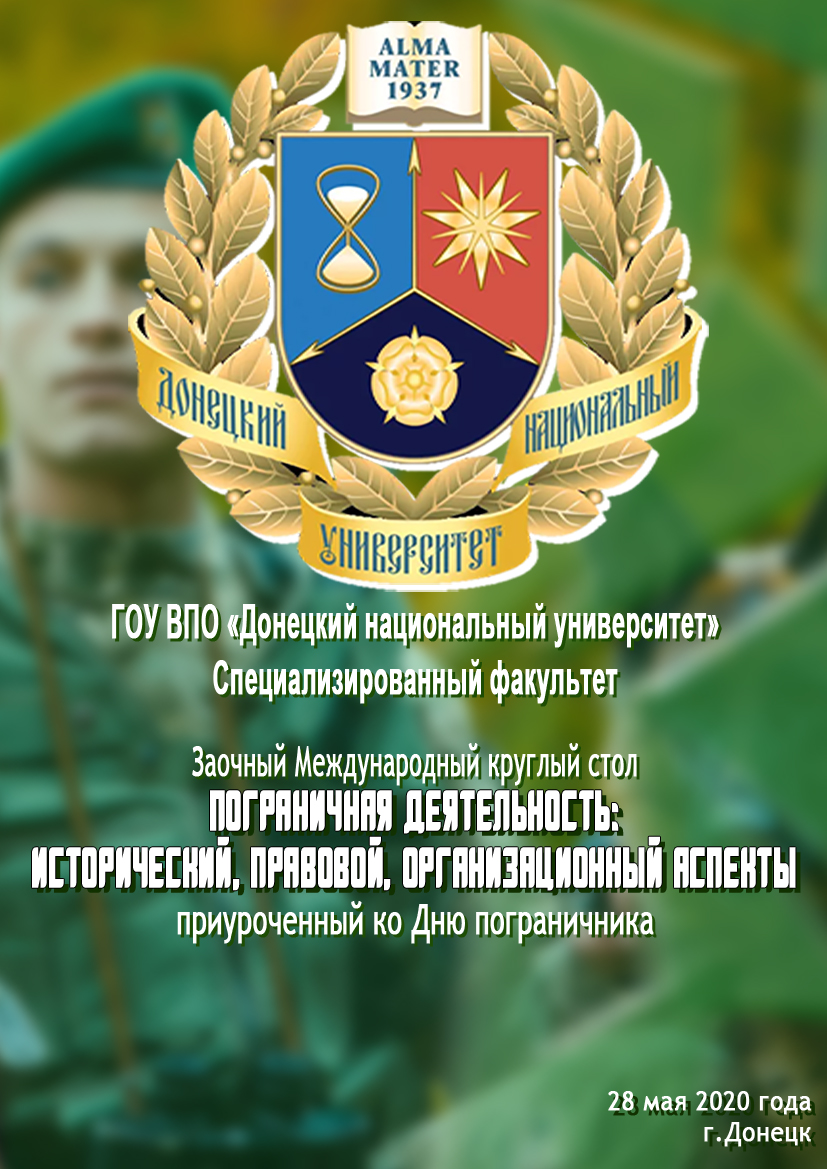 ALMA
MATER
1937
ДОНЕЦКИЙ
НАЦИОНАЛЬНЫЙ
УНИВЕРСИТЕТ
ГОУ ВПО «Донецкий национальный университет»
Специализированный факультет
Заочный Международный круглый стол
ПОГРАНИЧНАЯ ДЕЯТЕЛЬНОСТЬ:
ИСТОРИЧЕСКИЙ, ПРАВОВОЙ, ОРГАНИЗАЦИОННЫЙ АСПЕКТЫ
приуроченный ко Дню пограничника
28 мая 2020 года
г.Донецк